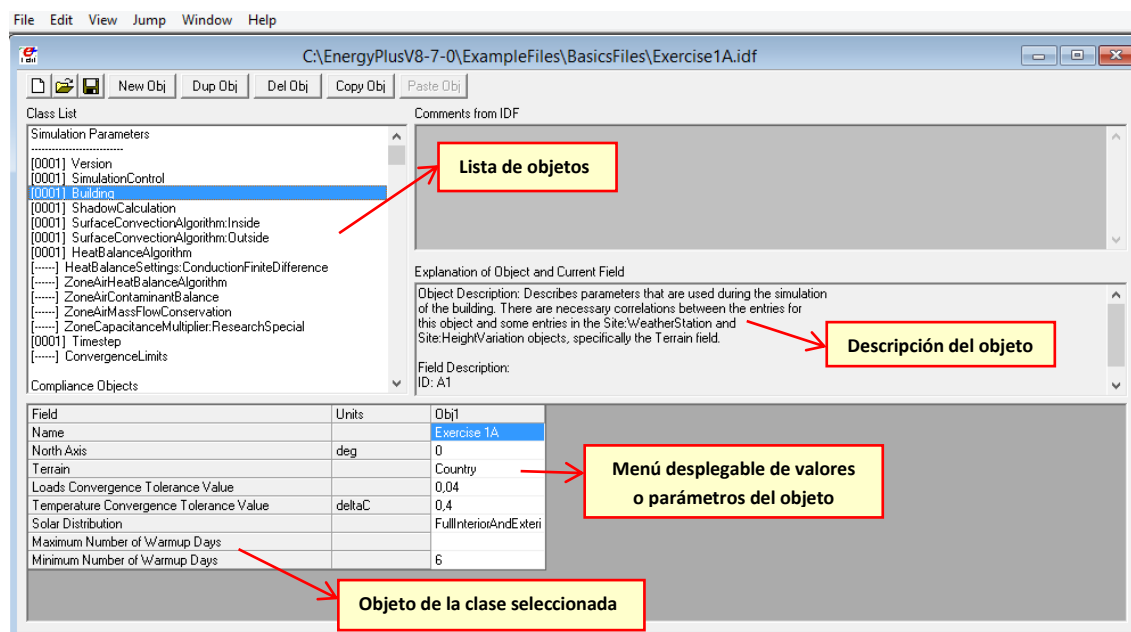 File Edit View Jump Window Help
C:\EnergyPlusV8-7-0\ExampleFiles\BasicsFiles\Exercise1A.idf
New Obj Dup Obj Del Obj Copy Obj Paste Obj
Class List
Comments from IDF
Simulation Parameters
-------------------------
[0001] Version
[0001] SimulationControl
[0001] Building
[0001] ShadowCalculation
[0001] SurfaceConvectionAlgorithm:Inside
[0001] SurfaceConvectionAlgorithm:Outside
[0001] HeatBalanceAlgorithm
[------] HeatBalanceSettings:ConductionFiniteDifference
[------] ZoneAirHeatBalanceAlgorithm
[------] ZoneAirContaminantBalance
[------] ZoneAirMassFlowConservation
[------] ZoneCapacitanceMultiplier:ResearchSpecial
[0001] Timestep
[------] ConvergenceLimits
Compliance Objects
Lista de objetos
Explanation of Object and Current Field
Object Description: Describes parameters that are used during the simulation
of the building. There are necessary correlations between the entries for
this object and some entries in the Site:WeatherStation and
Site:HeightVariation objects, specifically the Terrain field.
Field Description:
ID: A1
Descripción del objeto
Field Units Obj1
Name Exercise 1A
North Axis deg 0
Terrain Country
Loads Convergence Tolerance Value 0,04
Temperature Convergence Tolerance Value deltaC 0,4
Solar Distribution FullInteriorAndExteri
Maximum Number of Warmup Days
Minimum Number of Warmup Days 6
Menú desplegable de valores
o parámetros del objeto
Objeto de la clase seleccionada